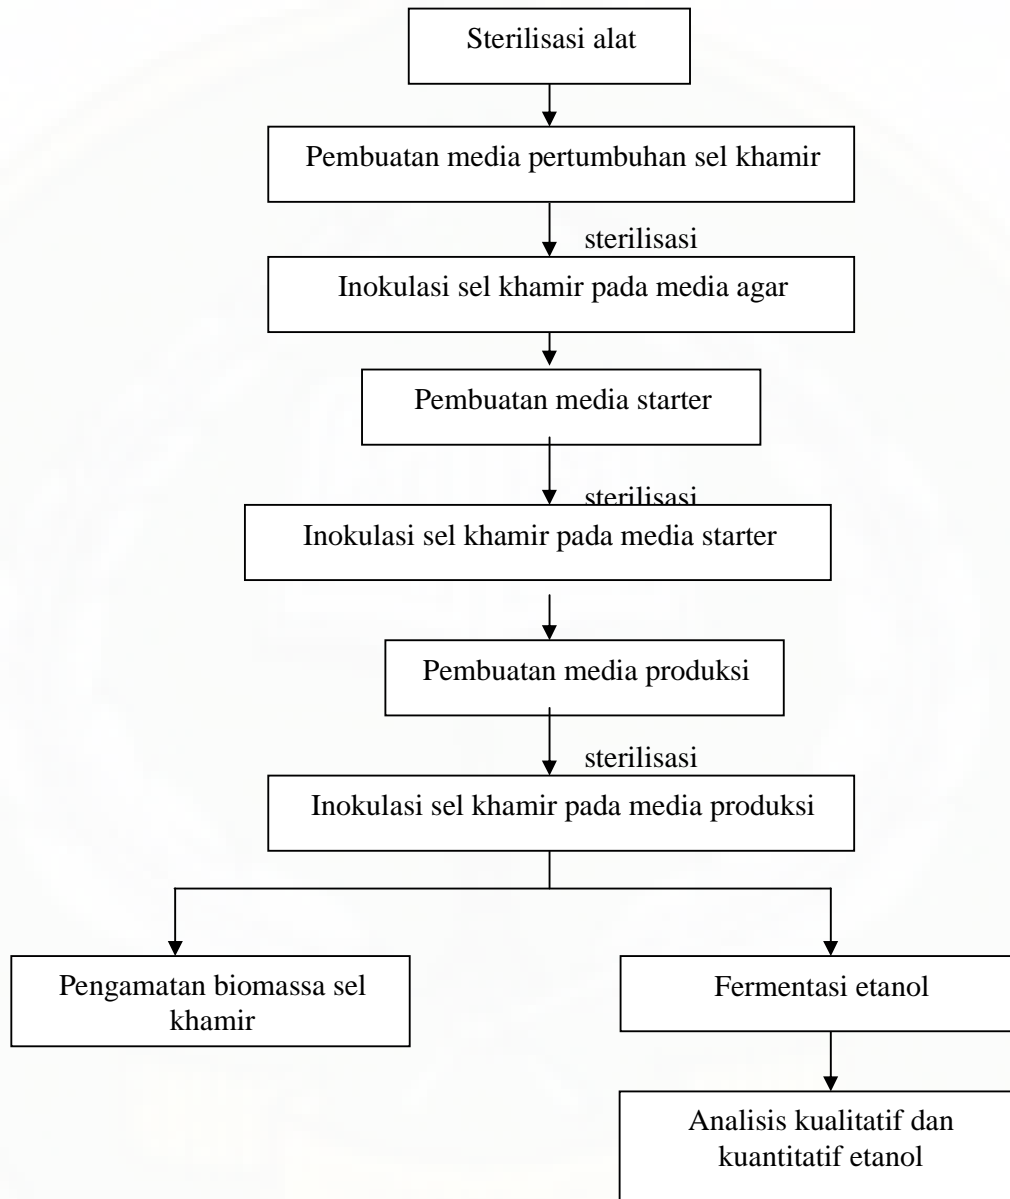 Sterilisasi alat
Pembuatan media pertumbuhan sel khamir
sterilisasi
Inokulasi sel khamir pada media agar
Pembuatan media starter
sterilisasi
Inokulasi sel khamir pada media starter
Pembuatan media produksi
sterilisasi
Inokulasi sel khamir pada media produksi
Pengamatan biomassa sel
khamir
Fermentasi etanol
Analisis kualitatif dan
kuantitatif etanol